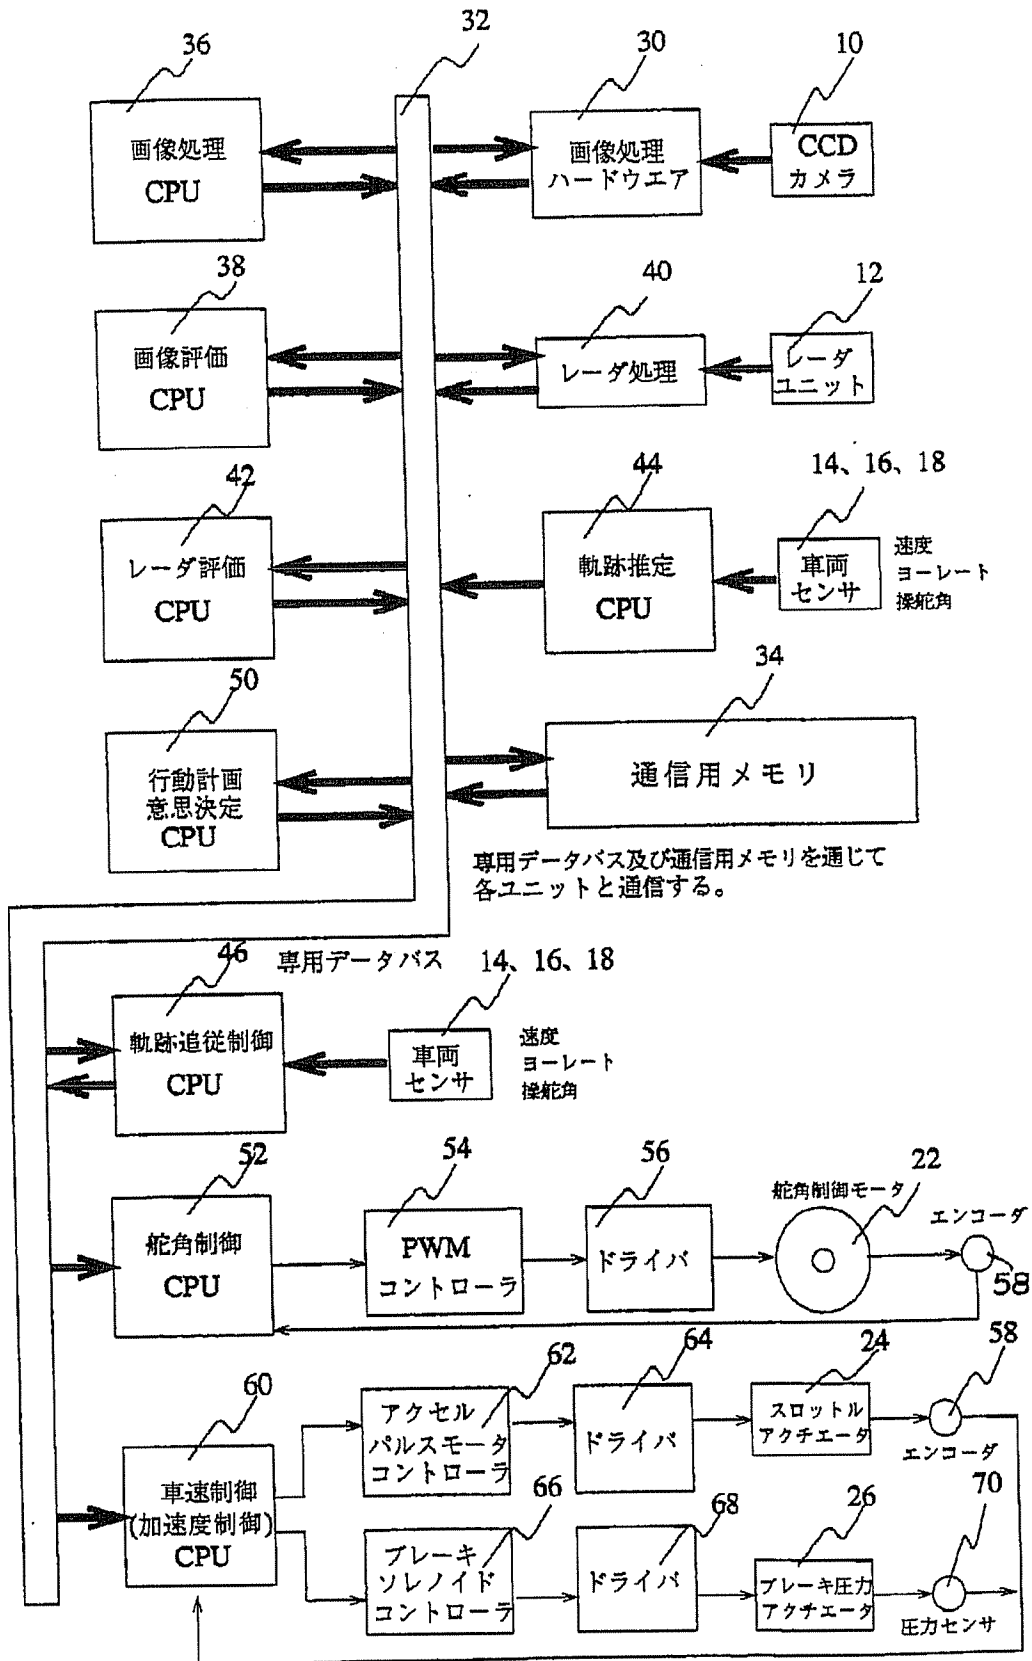 36
32
30
10
画像処理
CPU
画像処理
ハードウエア
CCD
カメラ
38
40
12
画像評価
CPU
レーダ処理
レーダ
ユニット
42
44
14、16、18
レーダ評価
CPU
軌跡推定
CPU
車両
センサ
速度
ヨーレート
操舵角
50
34
行動計画
意思決定
CPU
通信用メモリ
専用データバス及び通信用メモリを通じて
各ユニットと通信する。
46
専用データバス
14、16、18
軌跡追従制御
CPU
車両
センサ
速度
ヨーレート
操舵角
52
54
56
22
舵角制御モータ
エンコーダ
舵角制御
CPU
PWM
コントローラ
ドライバ
58
62
64
24
58
60
アクセル
パルスモータ
コントローラ
ドライバ
スロットル
アクチエータ
エンコーダ
車速制御
(加速度制御)
CPU
66
68
26
70
ブレーキ
ソレノイド
コントローラ
ドライバ
ブレーキ圧力
アクチエータ
圧力センサ